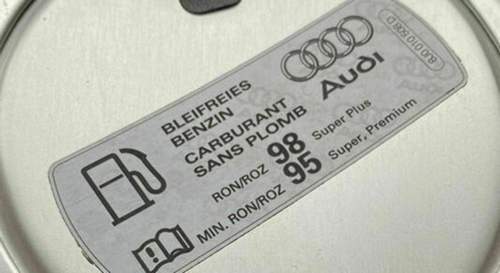 BLEIFREIES
BENZIN
CARBURANT
SANS PLOMB
RON/ROZ 98 Super Plus
MIN. RON/ROZ 95 Super, Premium
Audi